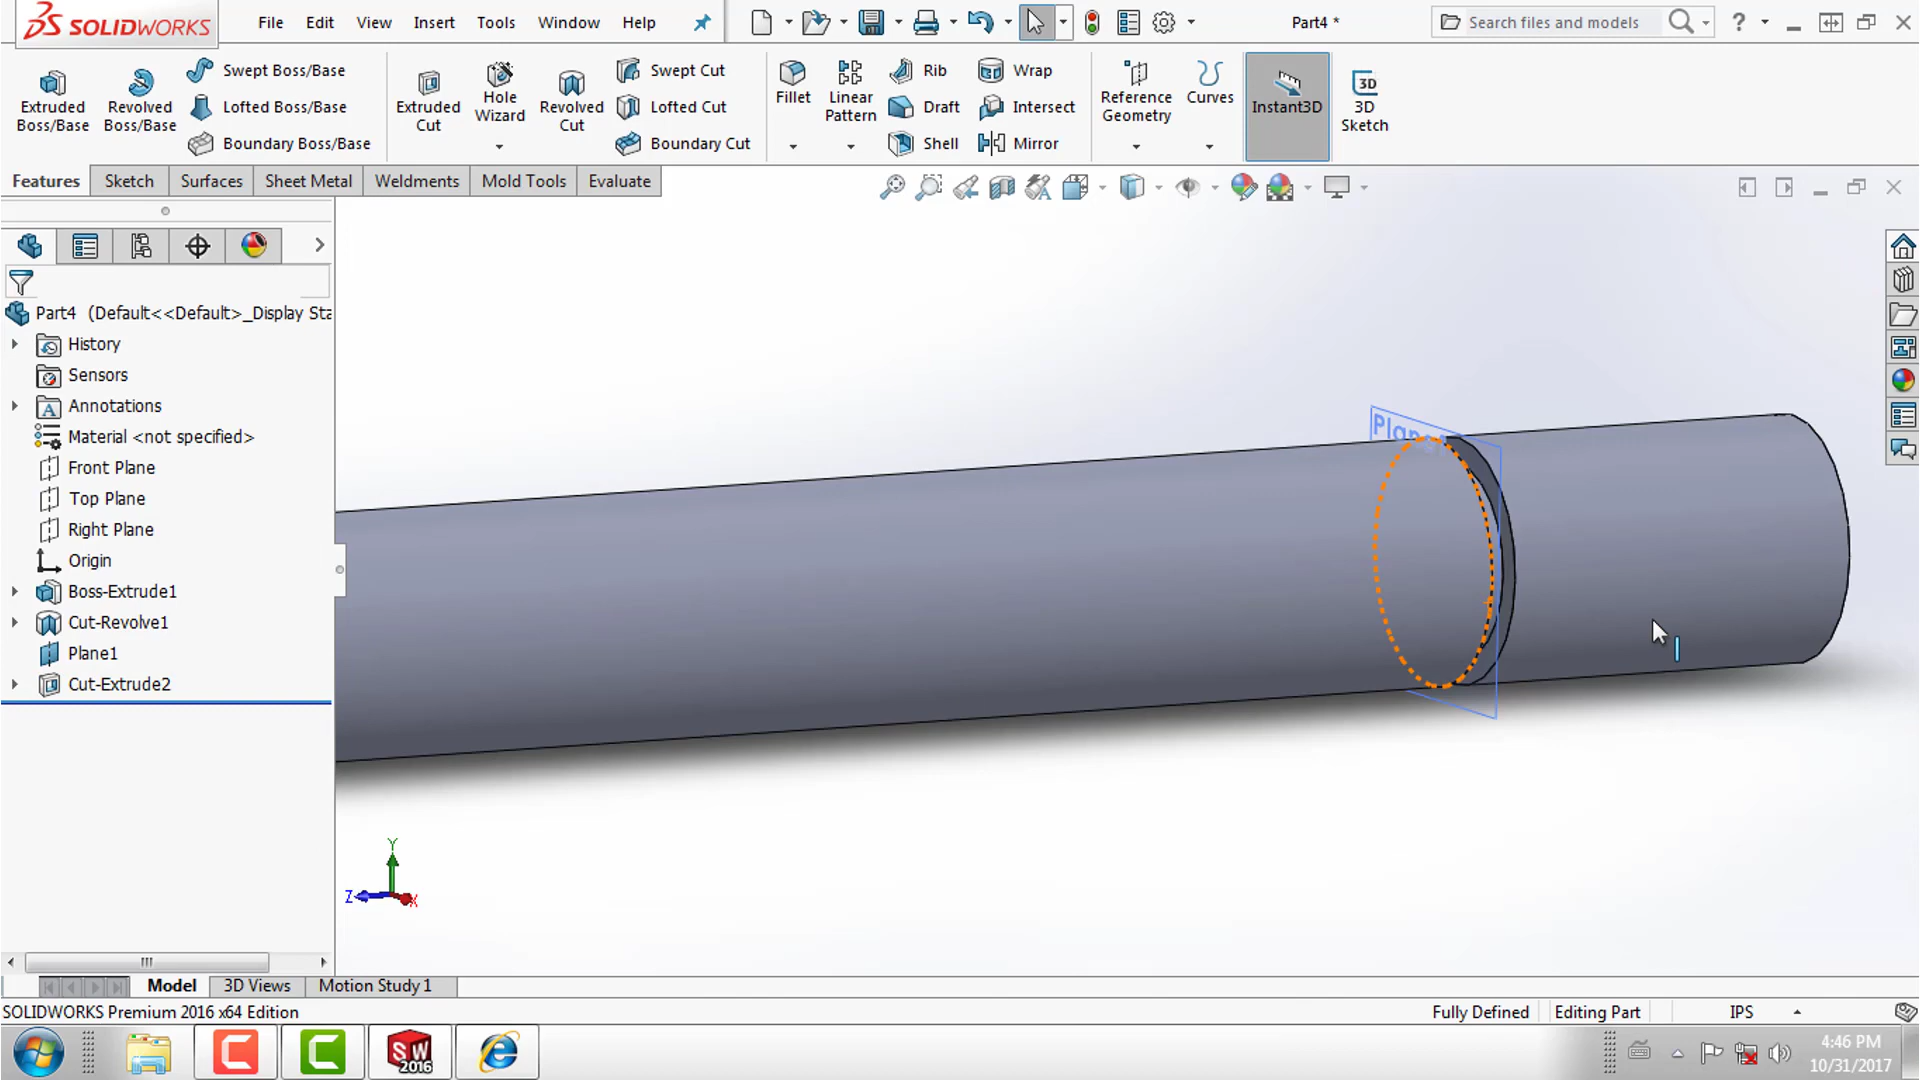 SOLIDWORKS
File Edit View Insert Tools Window Help
Part4 *
Search files and models
?
Extruded Boss/Base
Revolved Boss/Base
Swept Boss/Base
Lofted Boss/Base
Boundary Boss/Base
Extruded Cut
Hole Wizard
Revolved Cut
Swept Cut
Lofted Cut
Boundary Cut
Fillet
Linear Pattern
Rib
Draft
Shell
Wrap
Intersect
Mirror
Reference Geometry
Curves
Instant3D
3D Sketch
Features Sketch Surfaces Sheet Metal Weldments Mold Tools Evaluate
Part4 (Default<<Default>_Display Sta
History
Sensors
Annotations
Material <not specified>
Front Plane
Top Plane
Right Plane
Origin
Boss-Extrude1
Cut-Revolve1
Plane1
Cut-Extrude2
Plane1
Y
Z
X
Model 3D Views Motion Study 1
SOLIDWORKS Premium 2016 x64 Edition
Fully Defined Editing Part IPS
SW 2016
4:46 PM
10/31/2017